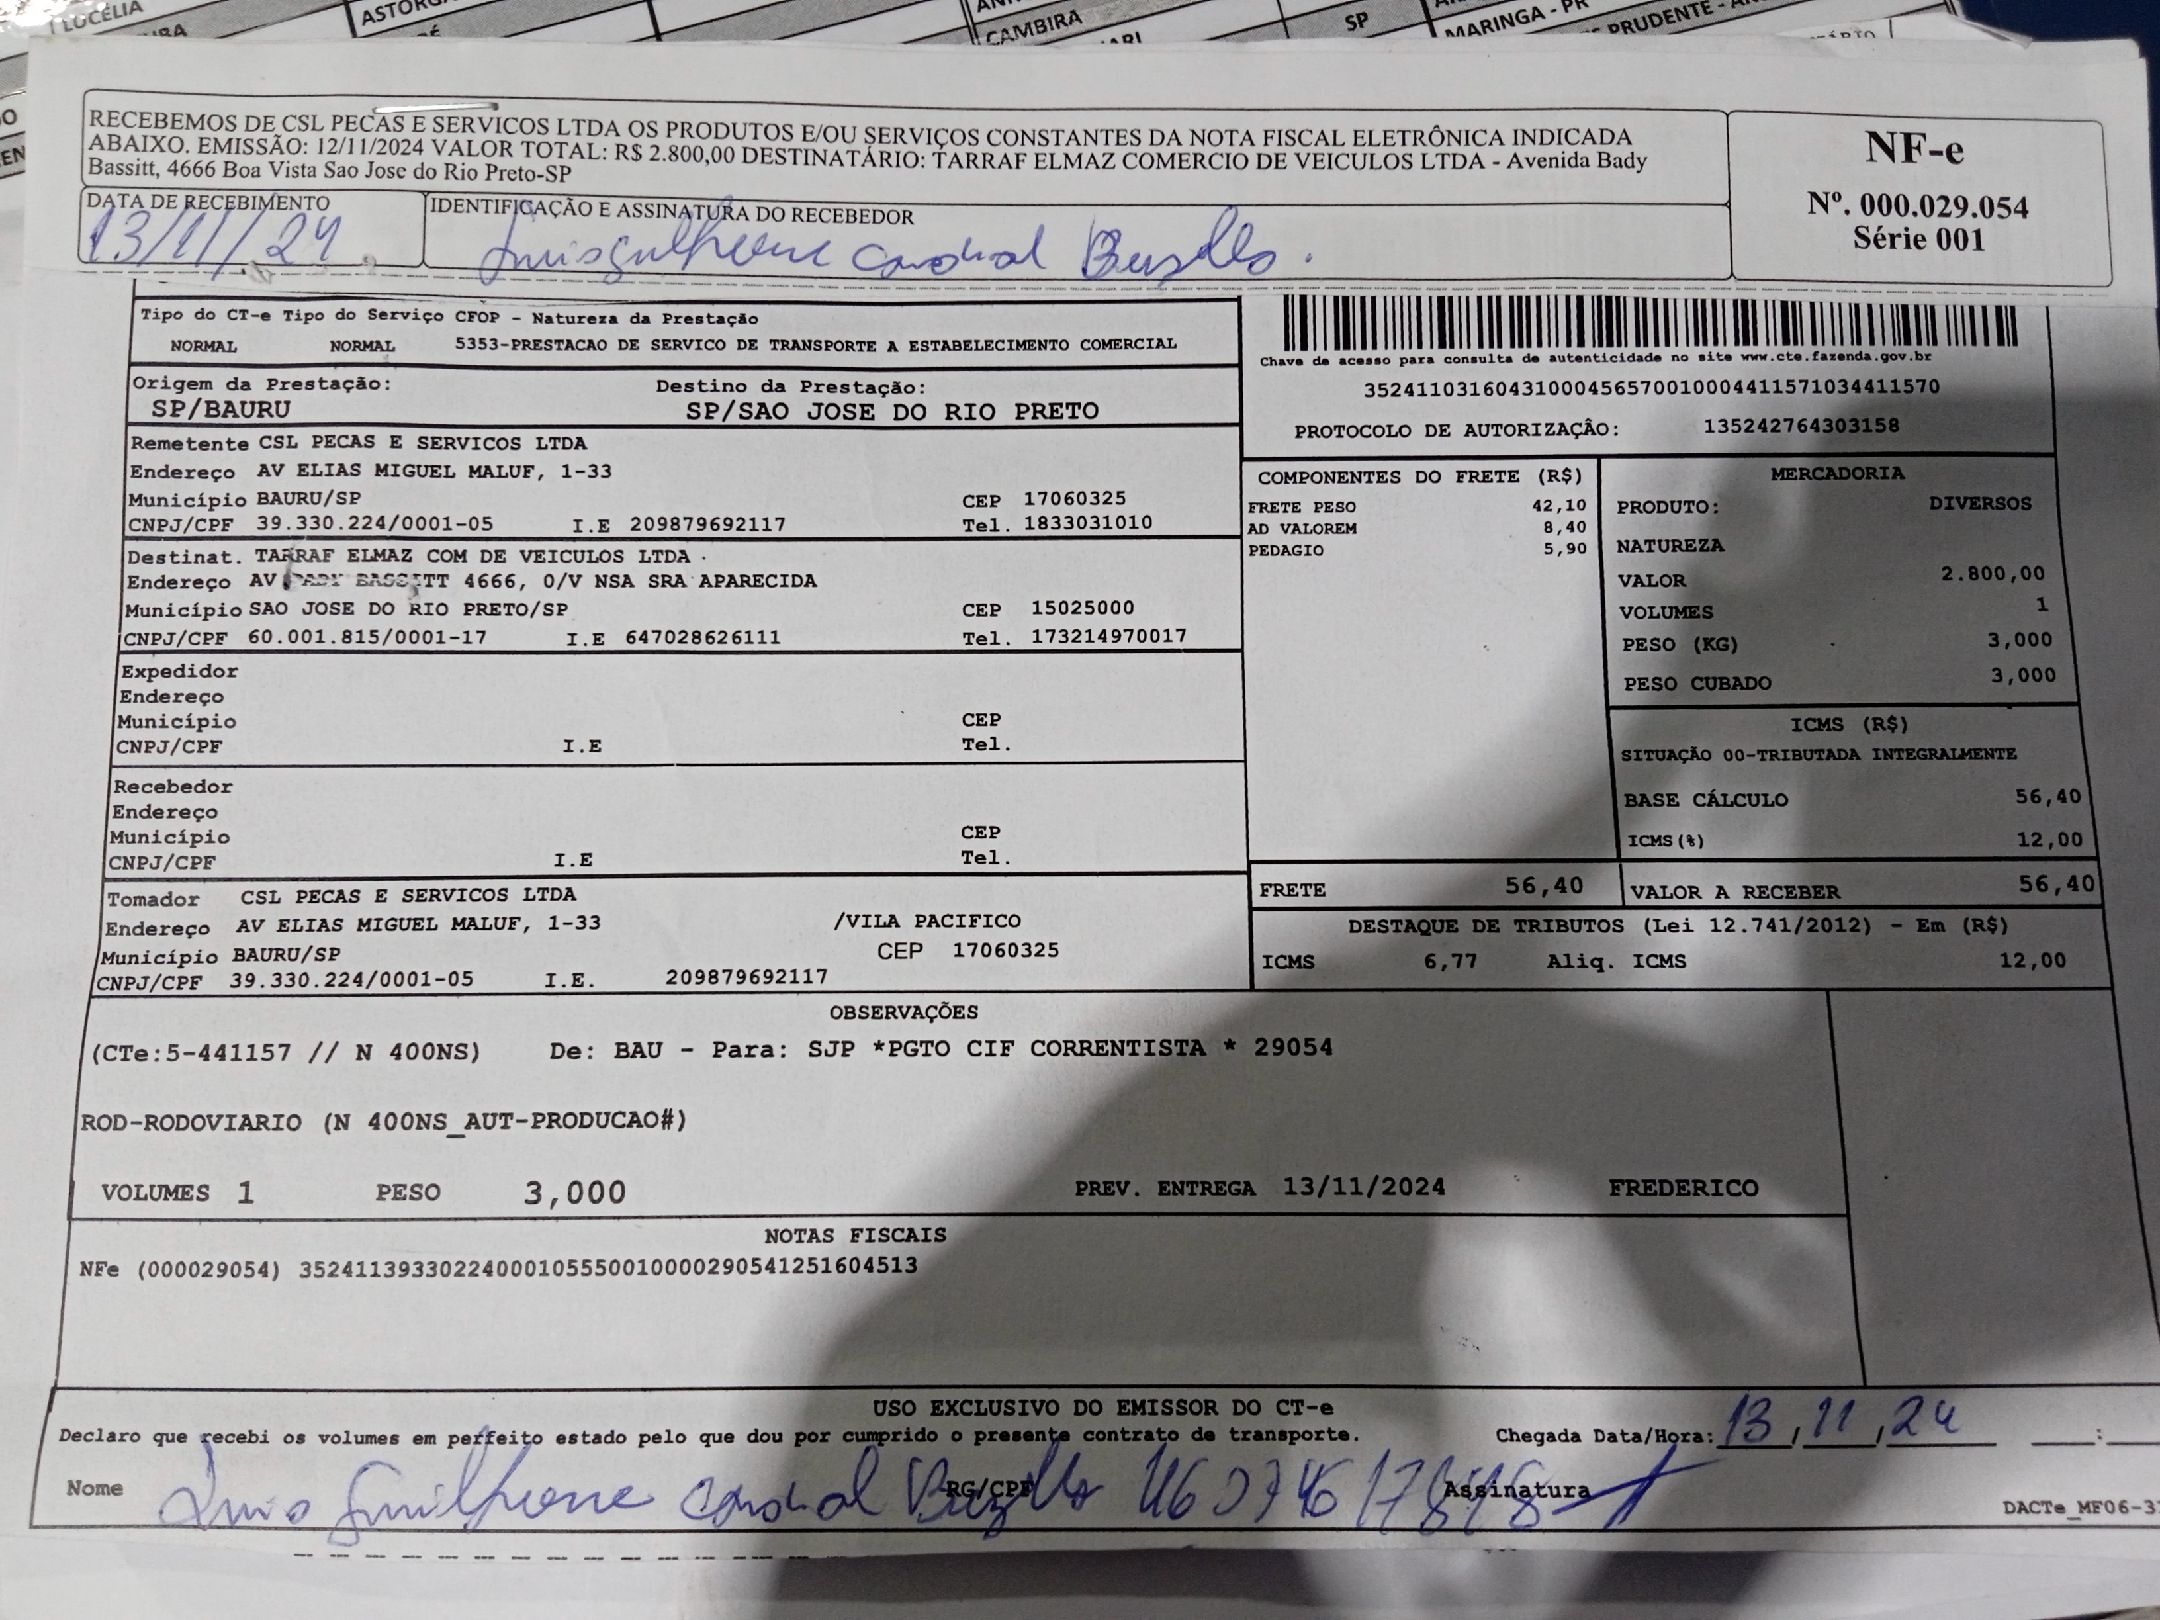 LUCÉLIA
CAMBIRA
SP
MARINGA - PR
PRUDENTE -
RECEBEMOS DE CSL PECAS E SERVICOS LTDA OS PRODUTOS E/OU SERVIÇOS CONSTANTES DA NOTA FISCAL ELETRÔNICA INDICADA
ABAIXO. EMISSÃO: 12/11/2024 VALOR TOTAL: R$ 2.800,00 DESTINATÁRIO: TARRAF ELMAZ COMERCIO DE VEICULOS LTDA - Avenida Bady
Bassitt, 4666 Boa Vista Sao Jose do Rio Preto-SP
DATA DE RECEBIMENTO
13/11/24
IDENTIFICAÇÃO E ASSINATURA DO RECEBEDOR
Luis Guilherme
NF-e
Nº. 000.029.054
Série 001
Tipo do CT-e Tipo do Serviço CFOP - Natureza da Prestação
NORMAL NORMAL 5353-PRESTACAO DE SERVICO DE TRANSPORTE A ESTABELECIMENTO COMERCIAL
Origem da Prestação: Destino da Prestação:
SP/BAURU SP/SAO JOSE DO RIO PRETO
Remetente CSL PECAS E SERVICOS LTDA
Endereço AV ELIAS MIGUEL MALUF, 1-33
Município BAURU/SP CEP 17060325
CNPJ/CPF 39.330.224/0001-05 I.E 209879692117 Tel. 1833031010
Destinat. TARRAF ELMAZ COM DE VEICULOS LTDA
Endereço AV BADY BASSITT 4666, 0/V NSA SRA APARECIDA
Município SAO JOSE DO RIO PRETO/SP CEP 15025000
CNPJ/CPF 60.001.815/0001-17 I.E 647028626111 Tel. 173214970017
Expedidor
Endereço
Município CEP
CNPJ/CPF I.E Tel.
Recebedor
Endereço
Município CEP
CNPJ/CPF I.E Tel.
Tomador CSL PECAS E SERVICOS LTDA
Endereço AV ELIAS MIGUEL MALUF, 1-33 /VILA PACIFICO
Município BAURU/SP CEP 17060325
CNPJ/CPF 39.330.224/0001-05 I.E. 209879692117
Chave de acesso para consulta de autenticidade no site www.cte.fazenda.gov.br
35241103160431000456570010004411571034411570
PROTOCOLO DE AUTORIZAÇÂO: 135242764303158
COMPONENTES DO FRETE (R$)
FRETE PESO 42,10
AD VALOREM 8,40
PEDAGIO 5,90
MERCADORIA
PRODUTO: DIVERSOS
NATUREZA
VALOR 2.800,00
VOLUMES 1
PESO (KG) 3,000
PESO CUBADO 3,000
ICMS (R$)
SITUAÇÃO 00-TRIBUTADA INTEGRALMENTE
BASE CÁLCULO 56,40
ICMS(%) 12,00
FRETE 56,40 VALOR A RECEBER 56,40
DESTAQUE DE TRIBUTOS (Lei 12.741/2012) - Em (R$)
ICMS 6,77 Aliq. ICMS 12,00
OBSERVAÇÕES
(CTe:5-441157 // N 400NS) De: BAU - Para: SJP *PGTO CIF CORRENTISTA * 29054
ROD-RODOVIARIO (N 400NS_AUT-PRODUCAO#)
VOLUMES 1 PESO 3,000 PREV. ENTREGA 13/11/2024 FREDERICO
NOTAS FISCAIS
NFe (000029054) 35241139330224000105550010000290541251604513
USO EXCLUSIVO DO EMISSOR DO CT-e
Declaro que recebi os volumes em perfeito estado pelo que dou por cumprido o presente contrato de transporte. Chegada Data/Hora: 13,11,24 :
Nome Luis Guilherme RG/CPF Assinatura
DACTe_MF06-3